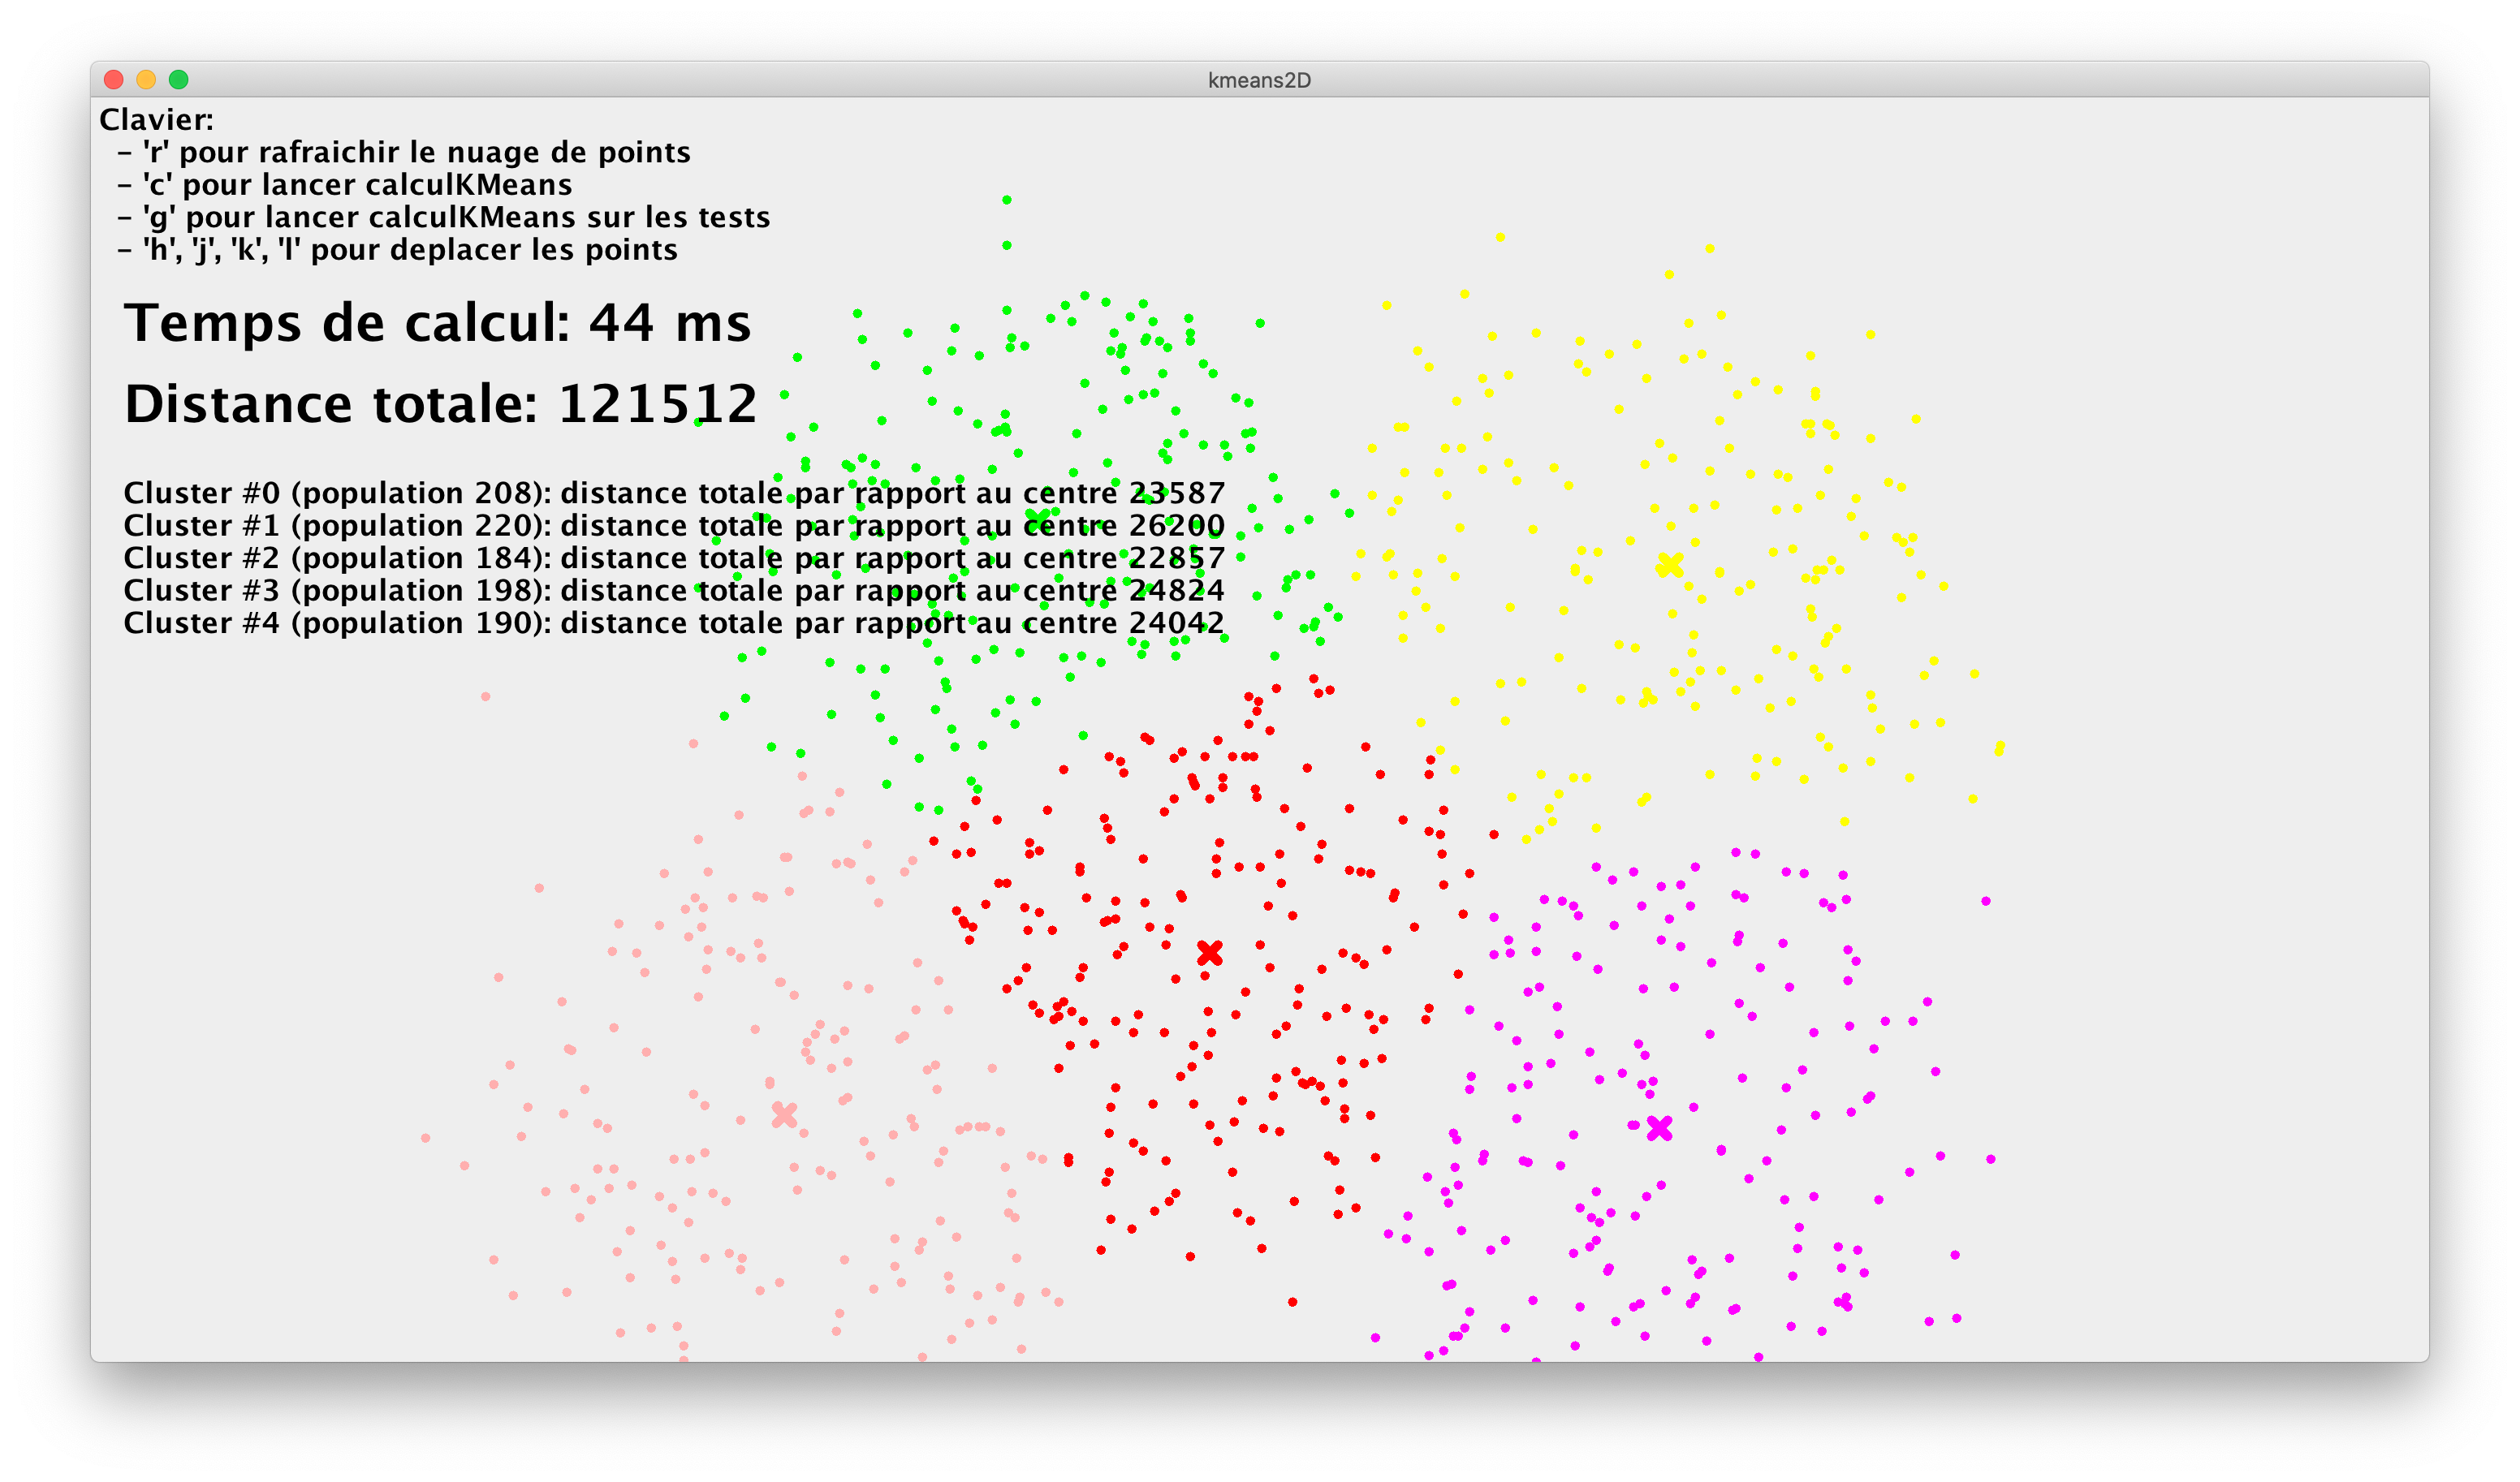 kmeans2D
Clavier:
– 'r' pour rafraichir le nuage de points
– 'c' pour lancer calculKMeans
– 'g' pour lancer calculKMeans sur les tests
– 'h', 'j', 'k', 'l' pour deplacer les points
Temps de calcul: 44 ms
Distance totale: 121512
Cluster #0 (population 208): distance totale par rapport au centre 23587
Cluster #1 (population 220): distance totale par rapport au centre 26200
Cluster #2 (population 184): distance totale par rapport au centre 22857
Cluster #3 (population 198): distance totale par rapport au centre 24824
Cluster #4 (population 190): distance totale par rapport au centre 24042